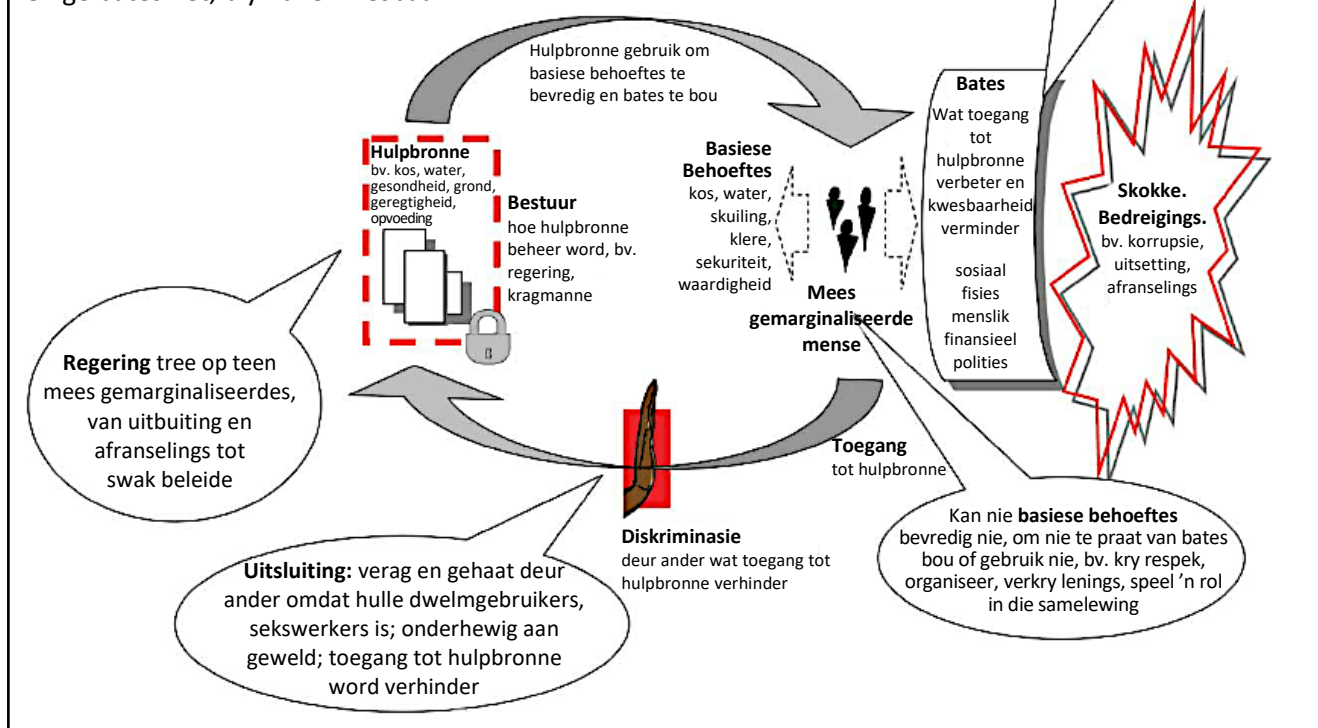 Hulpbronne gebruik om
basiese behoeftes te
bevredig en bates te bou
Hulpbronne
bv. kos, water,
gesondheid, grond,
geregtigheid,
opvoeding
Bestuur
hoe hulpbronne
beheer word, bv.
regering,
kragmanne
Basiese
Behoeftes
kos, water,
skuiling,
klere,
sekuriteit,
waardigheid
Mees
gemarginaliseerde
mense
Bates
Wat toegang
tot
hulpbronne
verbeter en
kwesbaarheid
verminder
sosiaal
fisies
menslik
finansieel
polities
Skokke.
Bedreigings.
bv. korrupsie,
uitsetting,
afranselings
Regering tree op teen
mees gemarginaliseerdes,
van uitbuiting en
afranselings tot
swak beleide
Toegang
tot hulpbronne
Diskriminasie
deur ander wat toegang tot
hulpbronne verhinder
Uitsluiting: verag en gehaat deur
ander omdat hulle dwelmgebruikers,
sekswerkers is; onderhewig aan
geweld; toegang tot hulpbronne
word verhinder
Kan nie basiese behoeftes
bevredig nie, om nie te praat van bates
bou of gebruik nie, bv. kry respek,
organiseer, verkry lenings, speel 'n rol
in die samelewing